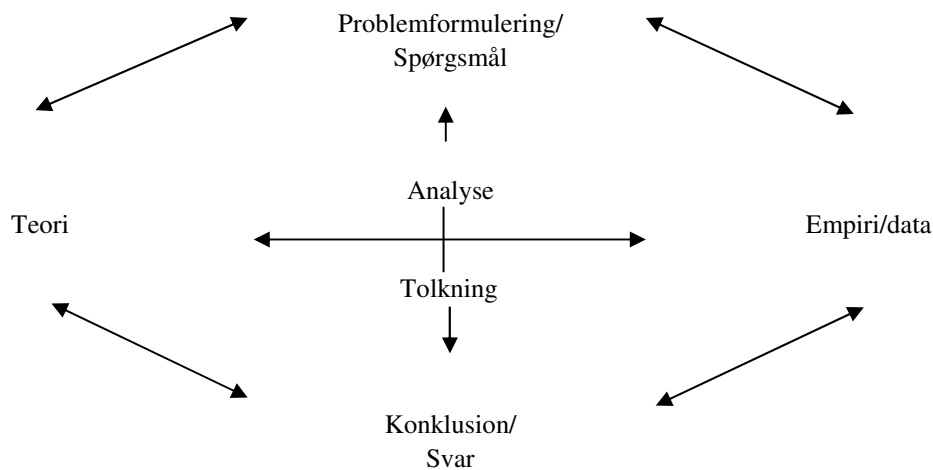 Problemformulering/
Spørgsmål
Analyse
Teori
Empiri/data
Tolkning
Konklusion/
Svar